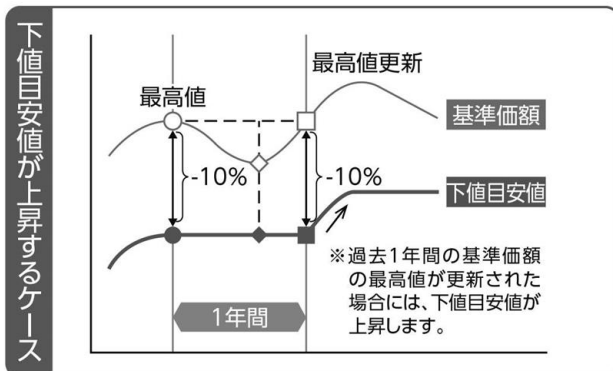 下値目安値が上昇するケース
最高値更新
最高値
基準価額
-10%
-10%
下値目安値
※過去1年間の基準価額
の最高値が更新された
場合には、下値目安値が
上昇します。
1年間